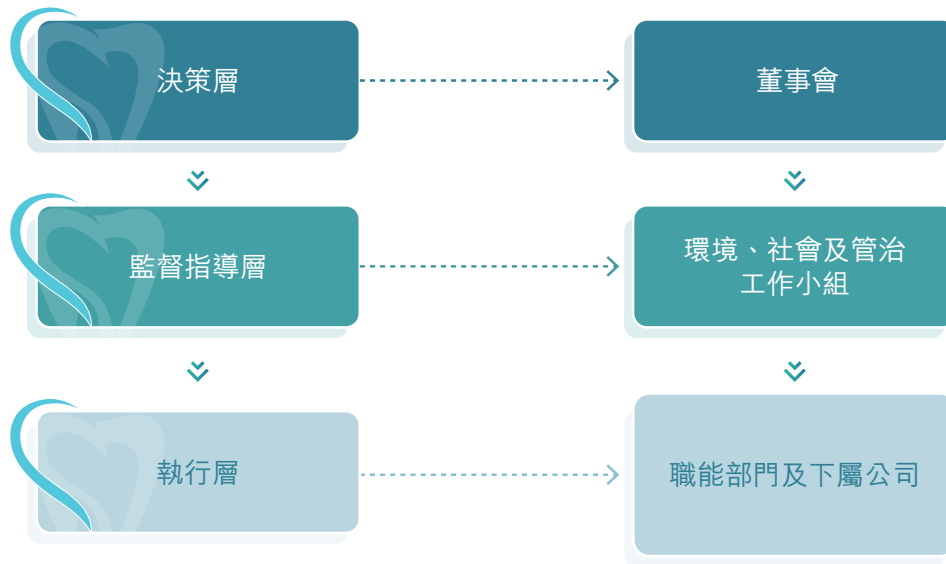 決策層
董事會
監督指導層
環境、社會及管治
工作小組
執行層
職能部門及下屬公司